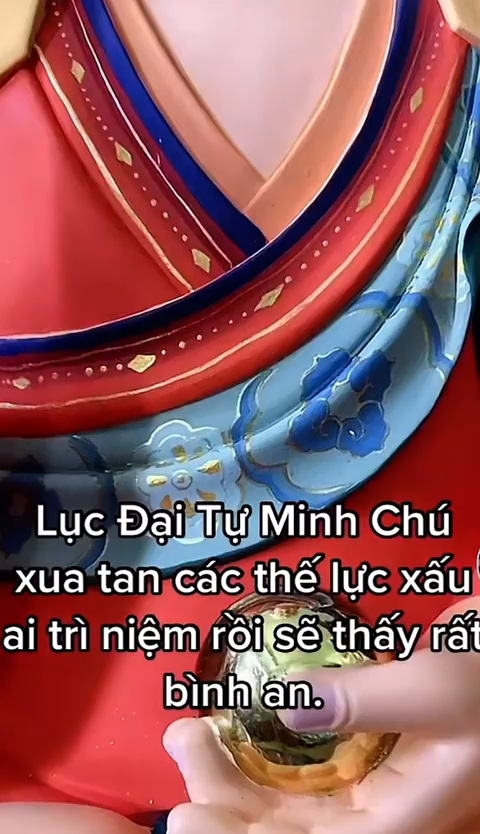 Lục Đại Tự Minh Chú
xua tan các thế lực xấu
ai trì niệm rồi sẽ thấy rất
bình an.